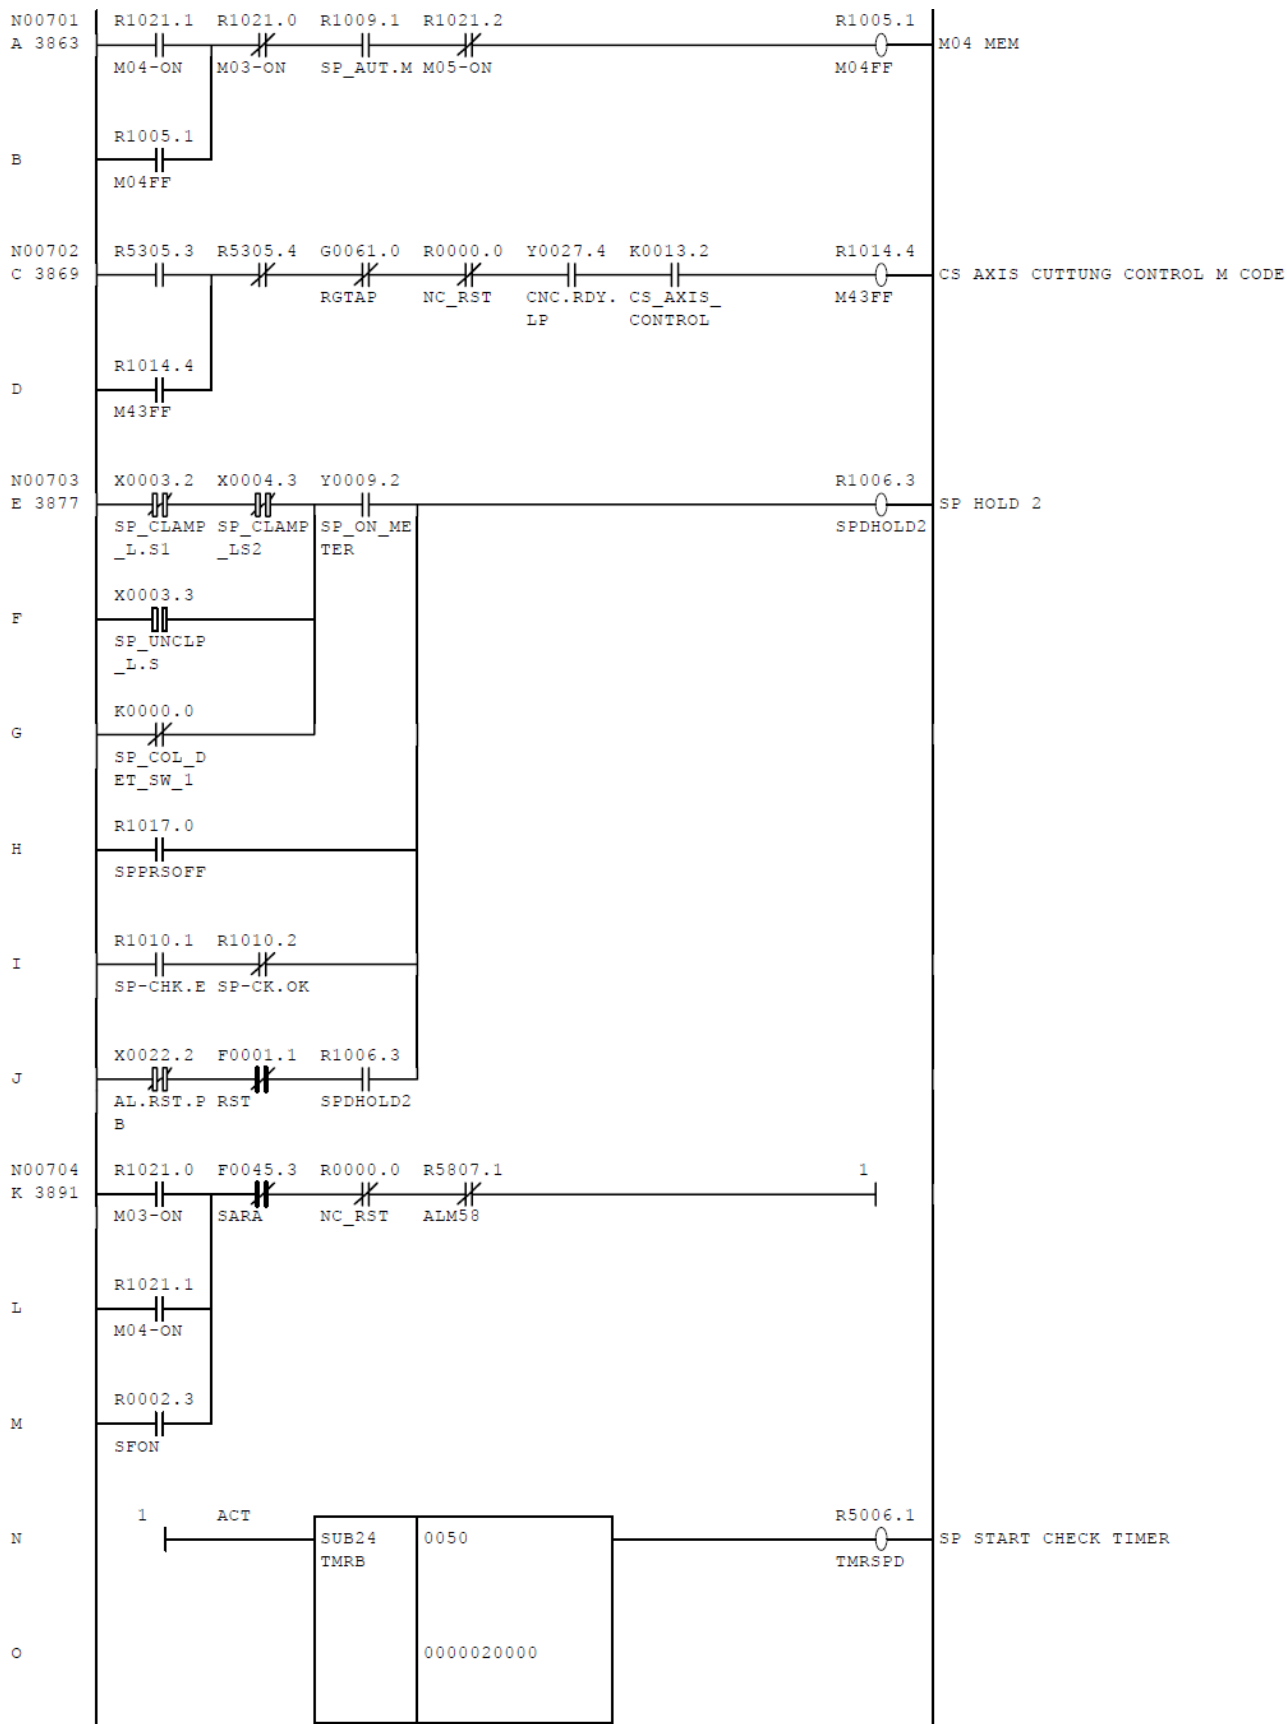 N00701 R1021.1 R1021.0 R1009.1 R1021.2 R1005.1
A 3863 M04 MEM
M04-ON M03-ON SP_AUT.M M05-ON M04FF
R1005.1
B
M04FF
N00702 R5305.3 R5305.4 G0061.0 R0000.0 Y0027.4 K0013.2 R1014.4
C 3869 CS AXIS CUTTUNG CONTROL M CODE
RGTAP NC_RST CNC.RDY. CS_AXIS_ M43FF
LP CONTROL
R1014.4
D
M43FF
N00703 X0003.2 X0004.3 Y0009.2 R1006.3
E 3877 SP HOLD 2
SP_CLAMP SP_CLAMP SP_ON_ME SPDHOLD2
_L.S1 _LS2 TER
X0003.3
F
SP_UNCLP
_L.S
K0000.0
G
SP_COL_D
ET_SW_1
R1017.0
H
SPPRSOFF
R1010.1 R1010.2
I
SP-CHK.E SP-CK.OK
X0022.2 F0001.1 R1006.3
J
AL.RST.P RST SPDHOLD2
B
N00704 R1021.0 F0045.3 R0000.0 R5807.1 1
K 3891
M03-ON SARA NC_RST ALM58
R1021.1
L
M04-ON
R0002.3
M
SFON
1 ACT R5006.1
N SUB24 0050 SP START CHECK TIMER
TMRB TMRSPD
O 0000020000